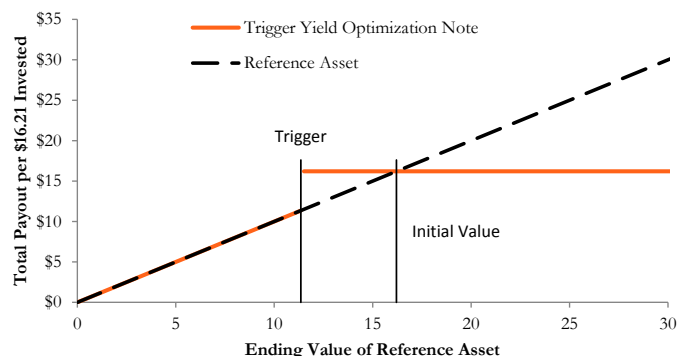 Total Payout per $16.21 Invested
$35
$30
$25
$20
$15
$10
$5
$0
Trigger Yield Optimization Note
Reference Asset
Trigger
Initial Value
0
5
10
15
20
25
30
Ending Value of Reference Asset